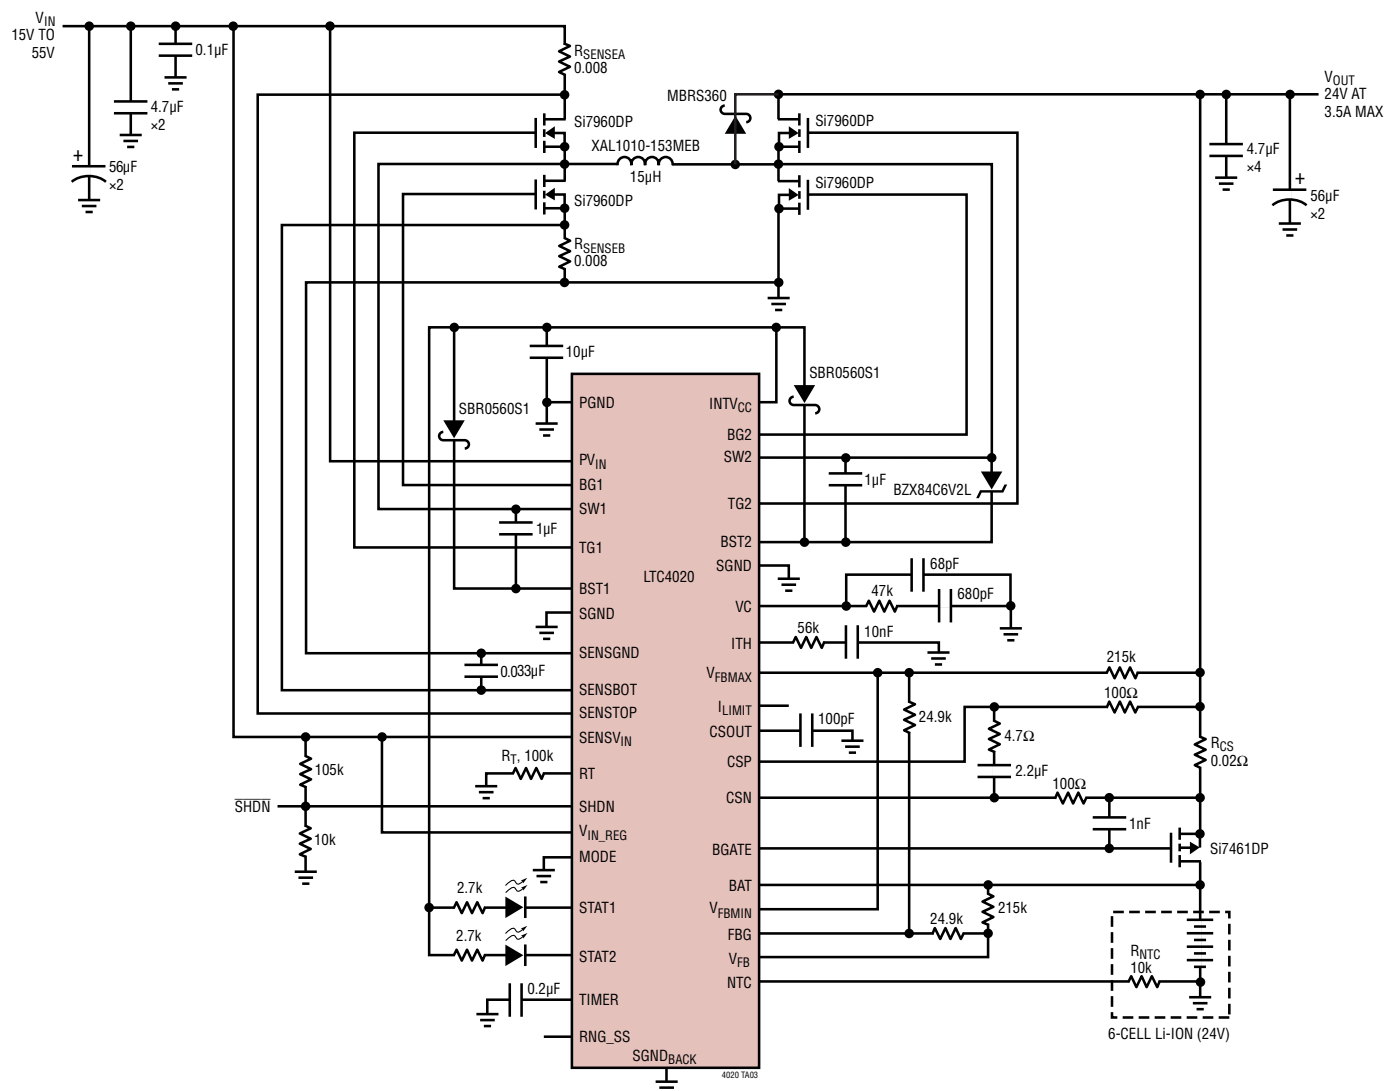 VIN
15V TO
55V
0.1µF
4.7µF
×2
+
56µF
×2
RSENSEA
0.008
Si7960DP
XAL1010-153MEB
15µH
Si7960DP
RSENSEB
0.008
MBRS360
Si7960DP
Si7960DP
VOUT
24V AT
3.5A MAX
4.7µF
×4
+
56µF
×2
10µF
SBR0560S1
SBR0560S1
1µF
1µF
BZX84C6V2L
LTC4020
PGND
PVIN
BG1
SW1
TG1
BST1
SGND
SENSGND
SENSBOT
SENSTOP
SENSVIN
RT
SHDN
VIN_REG
MODE
STAT1
STAT2
TIMER
RNG_SS
SGNDBACK
INTVCC
BG2
SW2
TG2
BST2
SGND
VC
ITH
VFBMAX
ILIMIT
CSOUT
CSP
CSN
BGATE
BAT
VFBMIN
FBG
VFB
NTC
0.033µF
RT, 100k
105k
SHDN
10k
2.7k
2.7k
0.2µF
68pF
47k
680pF
56k
10nF
215k
100Ω
24.9k
100pF
4.7Ω
2.2µF
RCS
0.02Ω
100Ω
1nF
Si7461DP
215k
24.9k
RNTC
10k
6-CELL Li-ION (24V)
4020 TA03